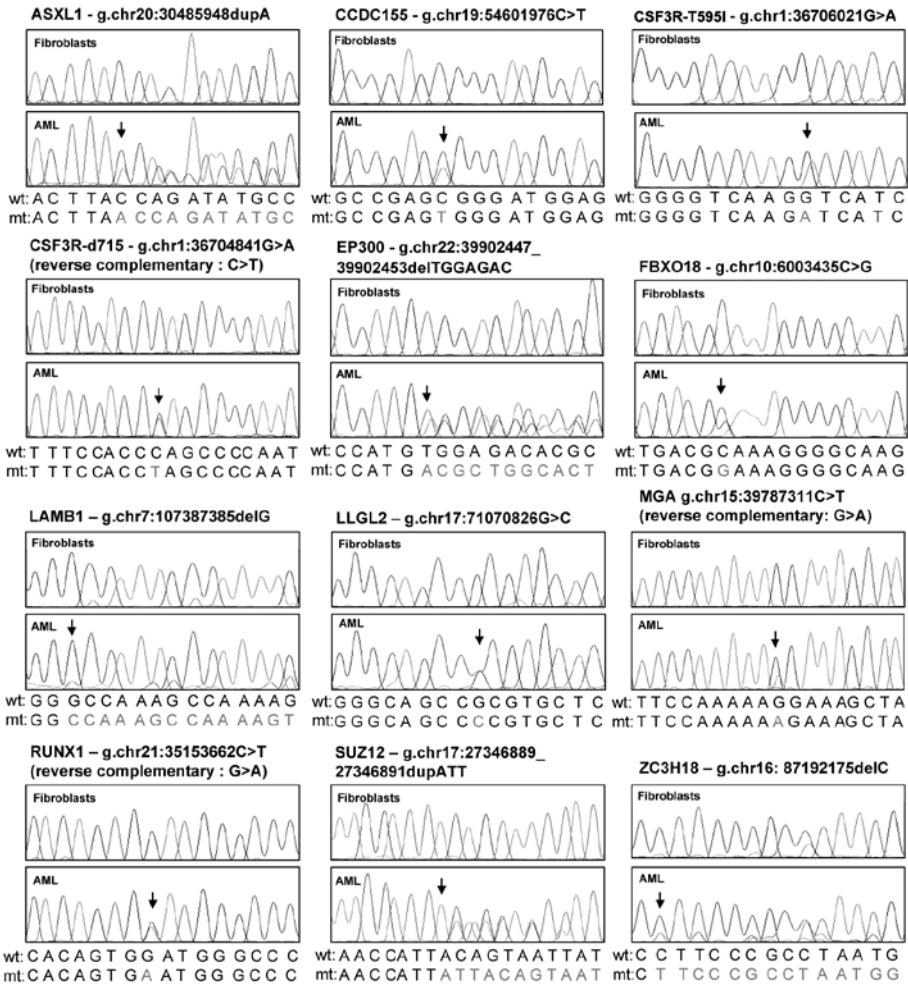 ASXL1 - g.chr20:30485948dupA
Fibroblasts
AML
wt: A C T T A C C A G A T A T G C C
mt: A C T T A A C C A G A T A T G C
CCDC155 - g.chr19:54601976C>T
Fibroblasts
AML
wt: G C C G A G C G G G A T G G A G
mt: G C C G A G T G G G A T G G A G
CSF3R-T595I - g.chr1:36706021G>A
Fibroblasts
AML
wt: G G G G T C A A G G T C A T C
mt: G G G G T C A A G A T C A T C
CSF3R-d715 - g.chr1:36704841G>A
(reverse complementary : C>T)
Fibroblasts
AML
wt: T T T C C A C C C A G C C C C A A T
mt: T T T C C A C C T A G C C C C A A T
EP300 - g.chr22:39902447_
39902453delTGGAGAC
Fibroblasts
AML
wt: C C A T G T G G A G A C A C G C
mt: C C A T G A C G C T G G C A C T
FBXO18 - g.chr10:6003435C>G
Fibroblasts
AML
wt: T G A C G C A A A G G G G C A A G
mt: T G A C G G A A A G G G G C A A G
LAMB1 – g.chr7:107387385delG
Fibroblasts
AML
wt: G G G C C A A A G C C A A A A G
mt: G G C C A A A G C C A A A A G T
LLGL2 – g.chr17:71070826G>C
Fibroblasts
AML
wt: G G G C A G C C G C G T G C T C
mt: G G G C A G C C C C G T G C T C
MGA g.chr15:39787311C>T
(reverse complementary: G>A)
Fibroblasts
AML
wt: T T C C A A A A A G G A A A G C T A
mt: T T C C A A A A A A G A A A G C T A
RUNX1 – g.chr21:35153662C>T
(reverse complementary : G>A)
Fibroblasts
AML
wt: C A C A G T G G A T G G G C C C
mt: C A C A G T G A A T G G G C C C
SUZ12 – g.chr17:27346889_
27346891dupATT
Fibroblasts
AML
wt: A A C C A T T A C A G T A A T T A T
mt: A A C C A T T A T T A C A G T A A T
ZC3H18 – g.chr16: 87192175delC
Fibroblasts
AML
wt: C C T T C C C G C C T A A T G
mt: C T T C C C G C C T A A T G G